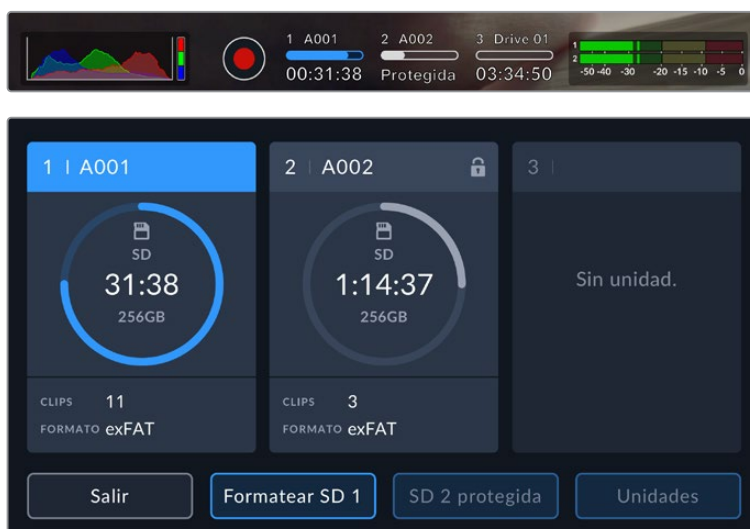 1 A001 2 A002 3 Drive 01
00:31:38 Protegida 03:34:50
1
2
-50 -40 -30 -20 -15 -10 -5 0
1 | A001
SD
31:38
256GB
CLIPS 11
FORMATO exFAT
2 | A002
SD
1:14:37
256GB
CLIPS 3
FORMATO exFAT
3 |
Sin unidad.
Salir Formatear SD 1 SD 2 protegida Unidades